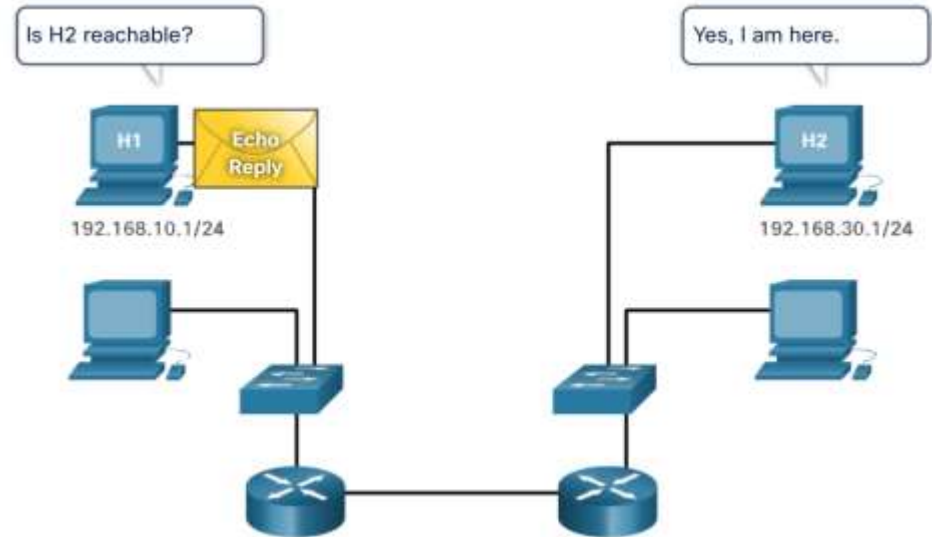 Is H2 reachable?
Yes, I am here.
H1
Echo
Reply
H2
192.168.10.1/24
192.168.30.1/24